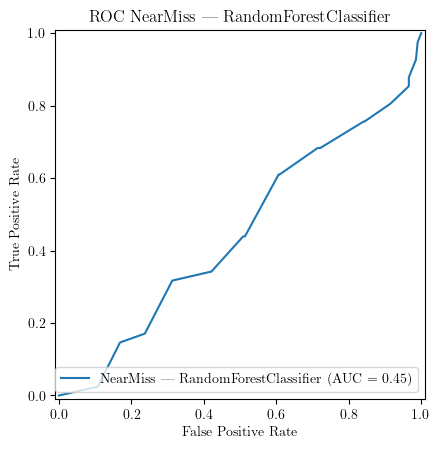 ROC NearMiss — RandomForestClassifier
1.0
0.8
0.6
0.4
0.2
0.0
True Positive Rate
NearMiss — RandomForestClassifier (AUC = 0.45)
0.0 0.2 0.4 0.6 0.8 1.0
False Positive Rate